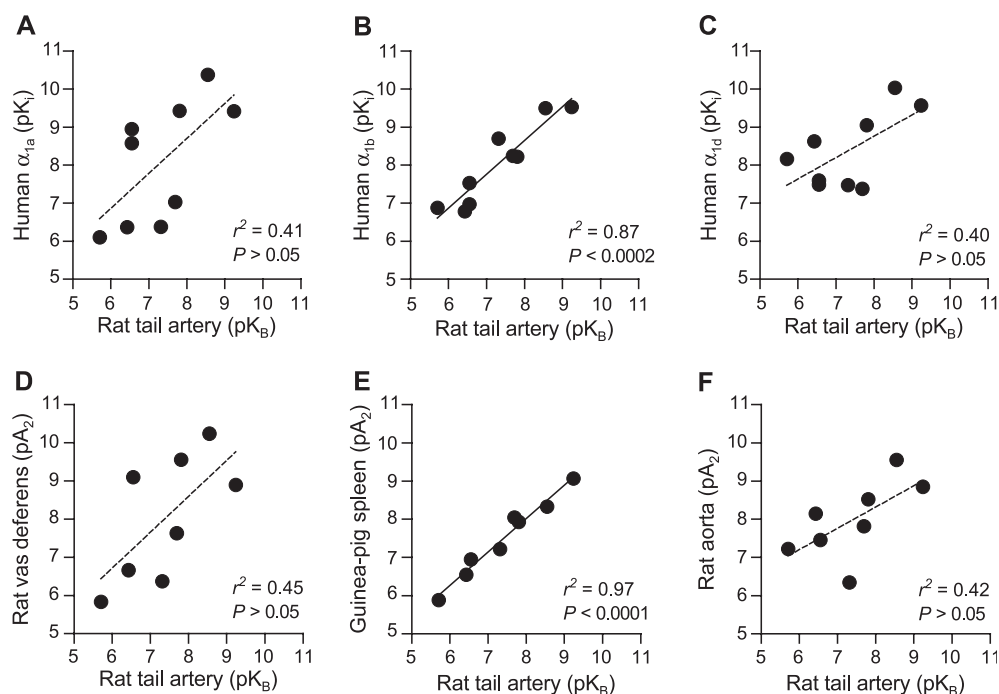 A
11
10
9
8
7
6
5
Human α1a (pKi)
r² = 0.41
P > 0.05
5 6 7 8 9 10 11
Rat tail artery (pKB)
B
11
10
9
8
7
6
5
Human α1b (pKi)
r² = 0.87
P < 0.0002
5 6 7 8 9 10 11
Rat tail artery (pKB)
C
11
10
9
8
7
6
5
Human α1d (pKi)
r² = 0.40
P > 0.05
5 6 7 8 9 10 11
Rat tail artery (pKB)
D
11
10
9
8
7
6
5
Rat vas deferens (pA2)
r² = 0.45
P > 0.05
5 6 7 8 9 10 11
Rat tail artery (pKB)
E
11
10
9
8
7
6
5
Guinea-pig spleen (pA2)
r² = 0.97
P < 0.0001
5 6 7 8 9 10 11
Rat tail artery (pKB)
F
11
10
9
8
7
6
5
Rat aorta (pA2)
r² = 0.42
P > 0.05
5 6 7 8 9 10 11
Rat tail artery (pKB)